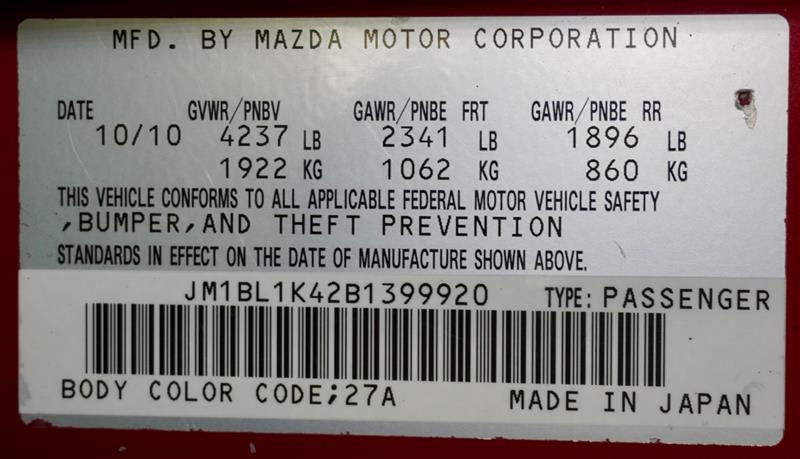 MFD. BY MAZDA MOTOR CORPORATION
DATE GVWR/PNBV GAWR/PNBE FRT GAWR/PNBE RR
10/10 4237 LB 2341 LB 1896 LB
1922 KG 1062 KG 860 KG
THIS VEHICLE CONFORMS TO ALL APPLICABLE FEDERAL MOTOR VEHICLE SAFETY
,BUMPER,AND THEFT PREVENTION
STANDARDS IN EFFECT ON THE DATE OF MANUFACTURE SHOWN ABOVE.
JM1BL1K42B1399920 TYPE: PASSENGER
BODY COLOR CODE;27A MADE IN JAPAN